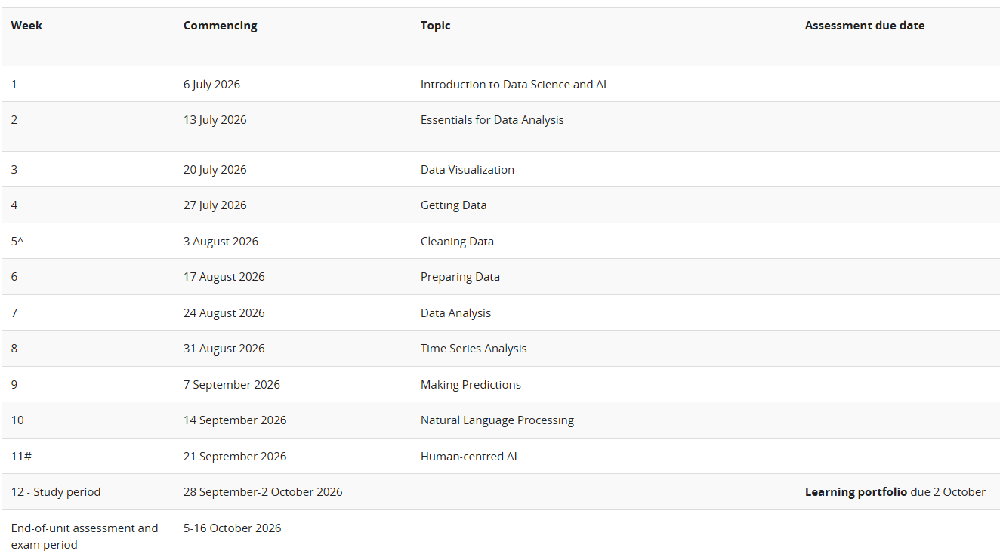 Week Commencing Topic Assessment due date
1 6 July 2026 Introduction to Data Science and AI
2 13 July 2026 Essentials for Data Analysis
3 20 July 2026 Data Visualization
4 27 July 2026 Getting Data
5^ 3 August 2026 Cleaning Data
6 17 August 2026 Preparing Data
7 24 August 2026 Data Analysis
8 31 August 2026 Time Series Analysis
9 7 September 2026 Making Predictions
10 14 September 2026 Natural Language Processing
11# 21 September 2026 Human-centred AI
12 - Study period 28 September-2 October 2026 Learning portfolio due 2 October
End-of-unit assessment and 5-16 October 2026
exam period